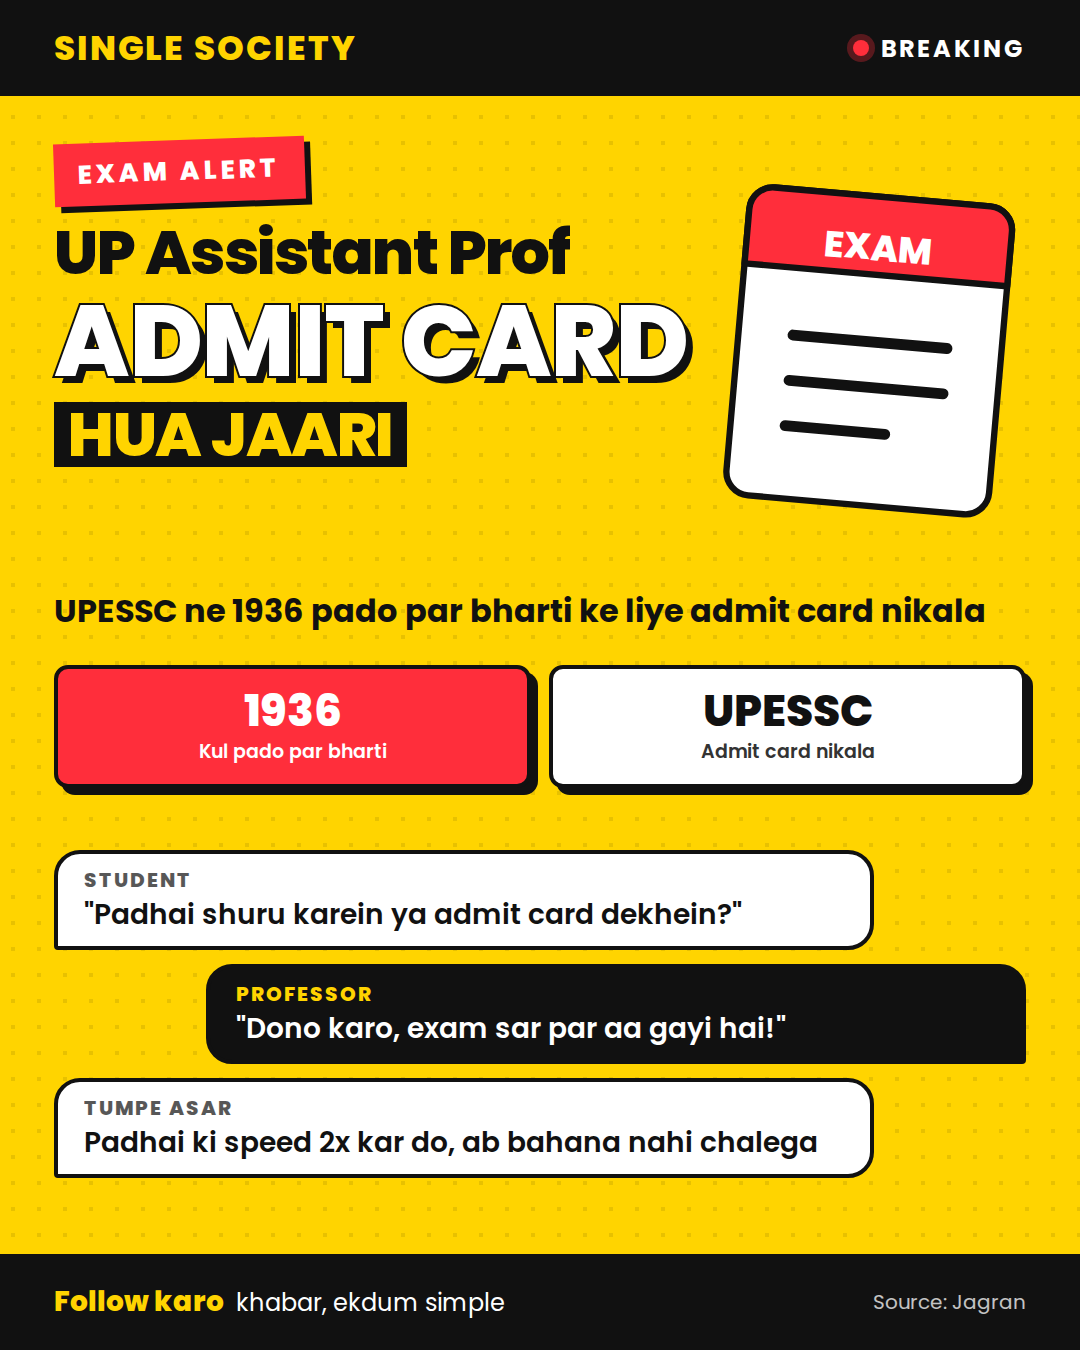 SINGLE SOCIETY
BREAKING
EXAM ALERT
UP Assistant Prof
ADMIT CARD
HUA JAARI
EXAM
UPESSC ne 1936 pado par bharti ke liye admit card nikala
1936
Kul pado par bharti
UPESSC
Admit card nikala
STUDENT
"Padhai shuru karein ya admit card dekhein?"
PROFESSOR
"Dono karo, exam sar par aa gayi hai!"
TUMPE ASAR
Padhai ki speed 2x kar do, ab bahana nahi chalega
Follow karo khabar, ekdum simple
Source: Jagran